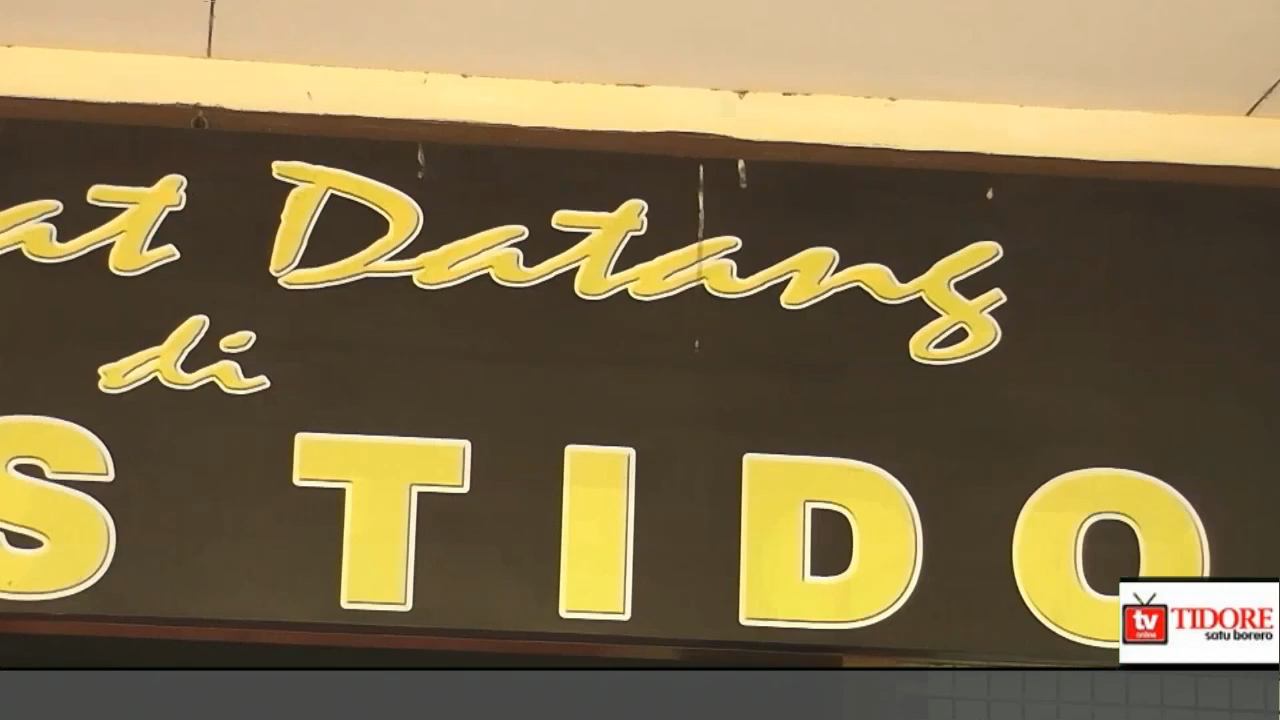 at Datang
di
S TIDO
tv TIDORE
online satu borero